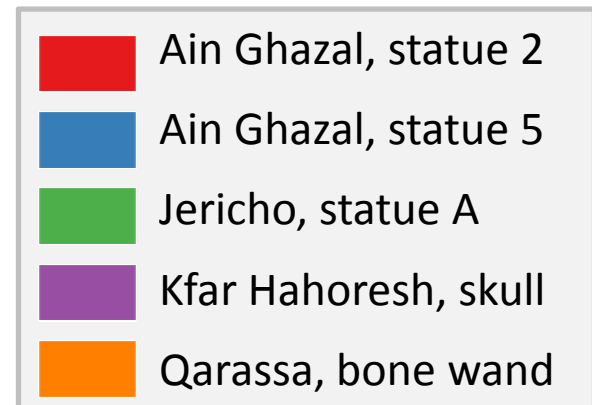 Ain Ghazal, statue 2
Ain Ghazal, statue 5
Jericho, statue A
Kfar Hahoresh, skull
Qarassa, bone wand